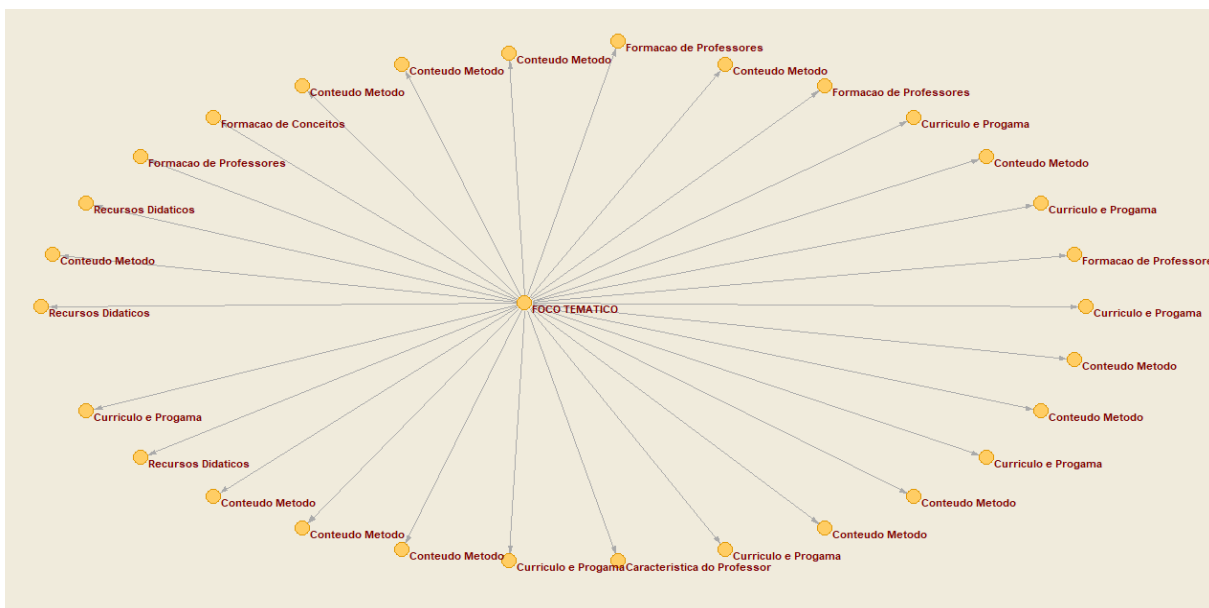 Formacao de Professores
Conteudo Metodo
Conteudo Metodo
Conteudo Metodo
Conteudo Metodo
Formacao de Professores
Formacao de Conceitos
Curriculo e Progama
Formacao de Professores
Conteudo Metodo
Recursos Didaticos
Curriculo e Progama
Conteudo Metodo
Formacao de Professore
FOCO TEMATICO
Recursos Didaticos
Curriculo e Progama
Conteudo Metodo
Curriculo e Progama
Conteudo Metodo
Recursos Didaticos
Curriculo e Progama
Conteudo Metodo
Conteudo Metodo
Conteudo Metodo
Conteudo Metodo
Conteudo Metodo
Curriculo e Progama
Curriculo e Progama
Caracteristica do Professor